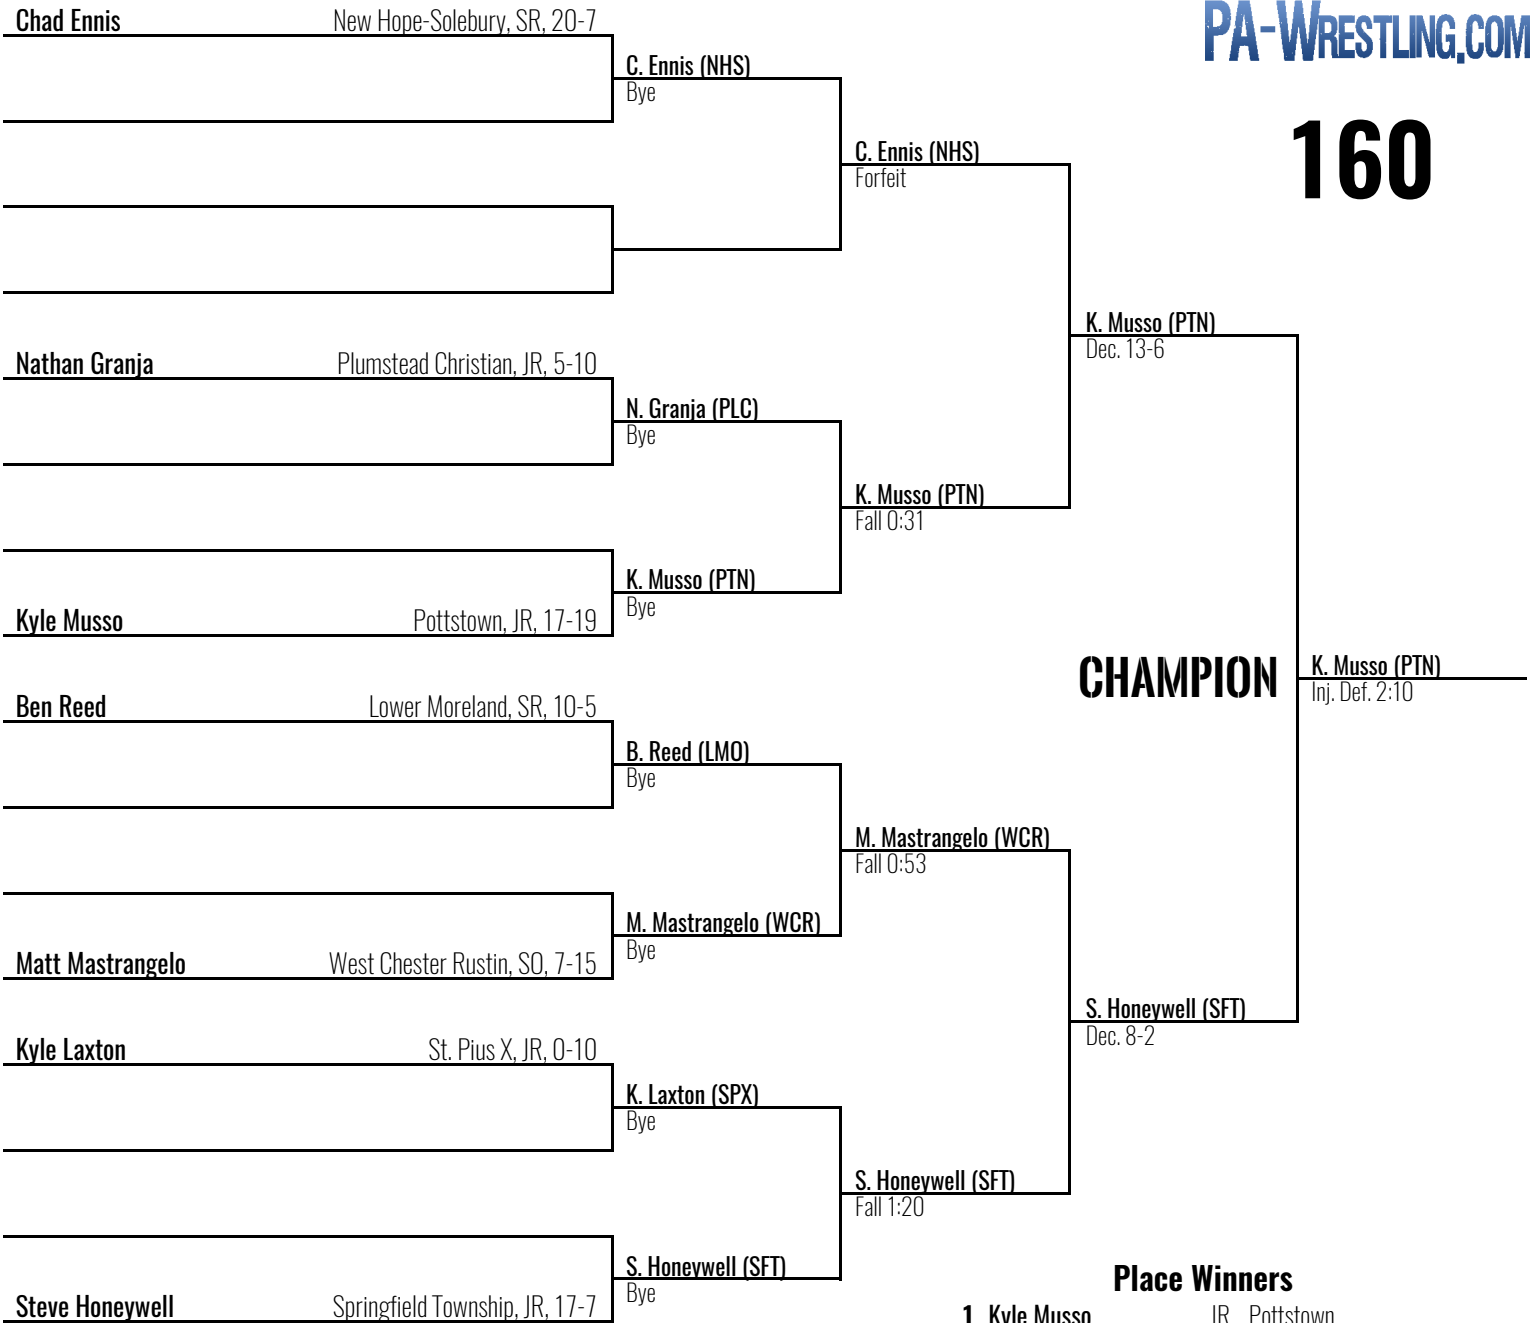 PA-WRESTLING.COM
160
Chad Ennis New Hope-Solebury, SR, 20-7
C. Ennis (NHS)
Bye
C. Ennis (NHS)
Forfeit
K. Musso (PTN)
Dec. 13-6
Nathan Granja Plumstead Christian, JR, 5-10
N. Granja (PLC)
Bye
K. Musso (PTN)
Fall 0:31
K. Musso (PTN)
Bye
Kyle Musso Pottstown, JR, 17-19
CHAMPION
K. Musso (PTN)
Inj. Def. 2:10
Ben Reed Lower Moreland, SR, 10-5
B. Reed (LMO)
Bye
M. Mastrangelo (WCR)
Fall 0:53
M. Mastrangelo (WCR)
Bye
Matt Mastrangelo West Chester Rustin, SO, 7-15
S. Honeywell (SFT)
Dec. 8-2
Kyle Laxton St. Pius X, JR, 0-10
K. Laxton (SPX)
Bye
S. Honeywell (SFT)
Fall 1:20
S. Honeywell (SFT)
Bye
Steve Honeywell Springfield Township, JR, 17-7
Place Winners
1 Kyle Musso JR Pottstown